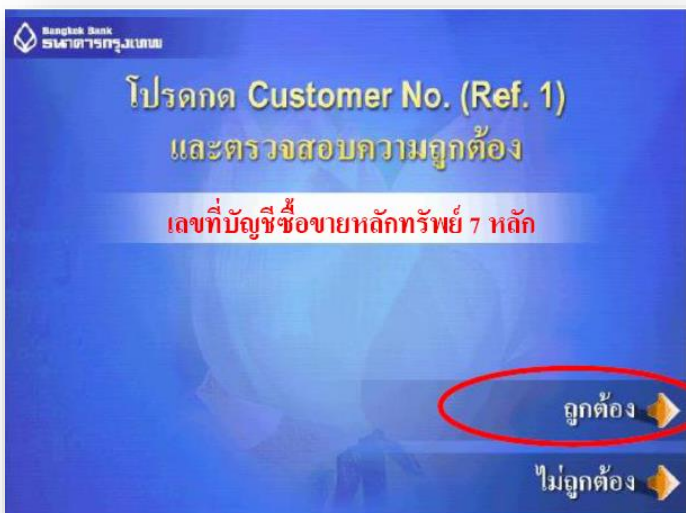 Bangkok Bank
ธนาคารกรุงเทพ
โปรดกด Customer No. (Ref. 1)
และตรวจสอบความถูกต้อง
เลขที่บัญชีซื้อขายหลักทรัพย์ 7 หลัก
ถูกต้อง
ไม่ถูกต้อง